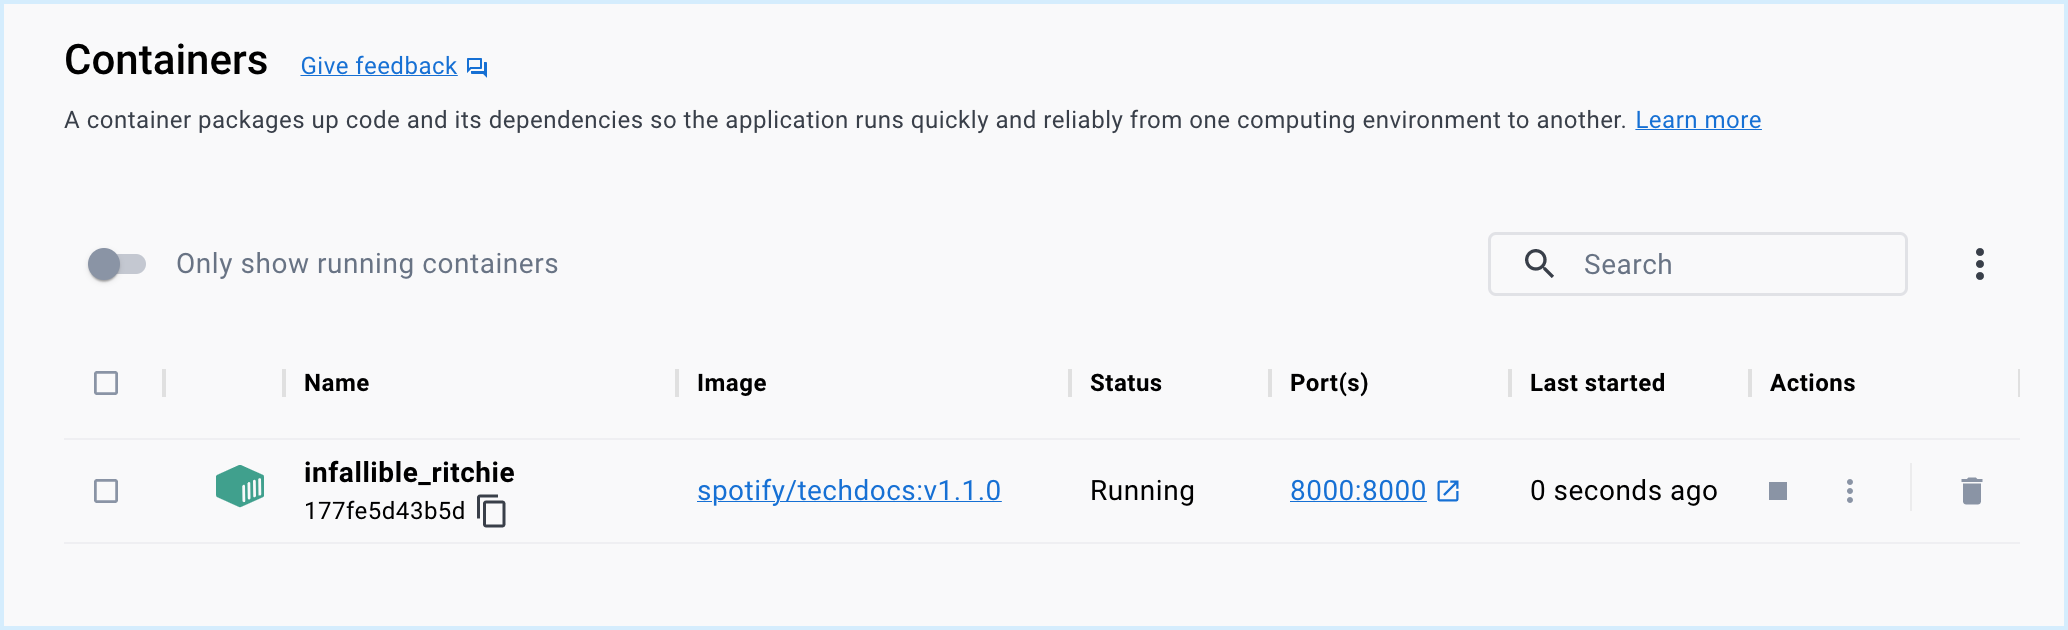 Containers Give feedback
A container packages up code and its dependencies so the application runs quickly and reliably from one computing environment to another. Learn more
Only show running containers Search
Name Image Status Port(s) Last started Actions
infallible_ritchie
177fe5d43b5d spotify/techdocs:v1.1.0 Running 8000:8000 0 seconds ago